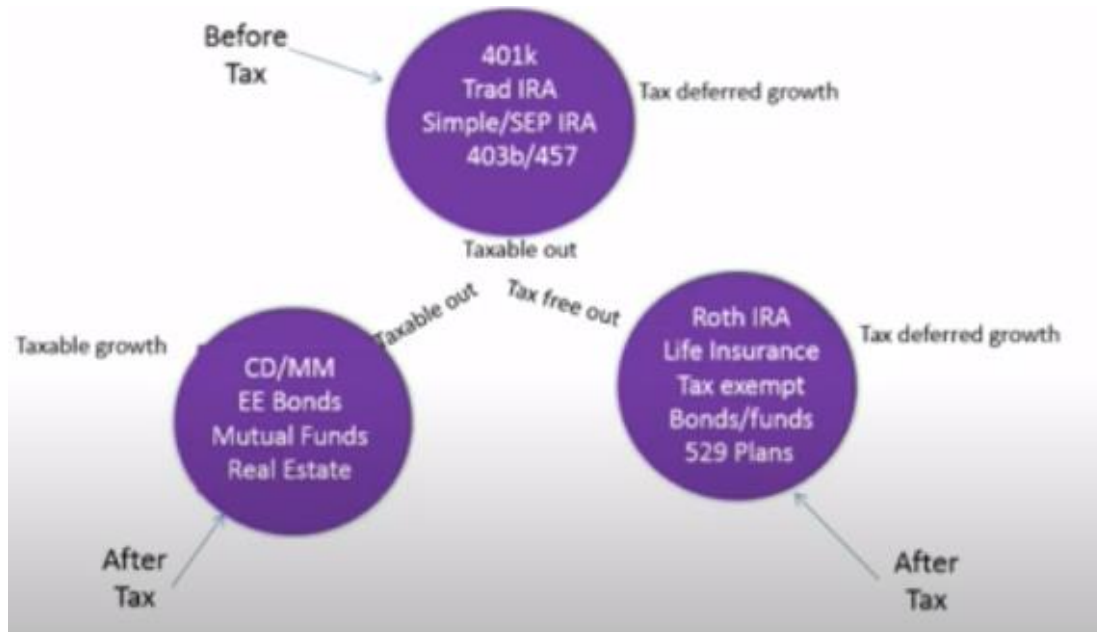 Before
Tax
401k
Trad IRA
Simple/SEP IRA
403b/457
Tax deferred growth
Taxable out
Taxable out
Tax free out
Taxable growth
CD/MM
EE Bonds
Mutual Funds
Real Estate
Roth IRA
Life Insurance
Tax exempt
Bonds/funds
529 Plans
Tax deferred growth
After
Tax
After
Tax